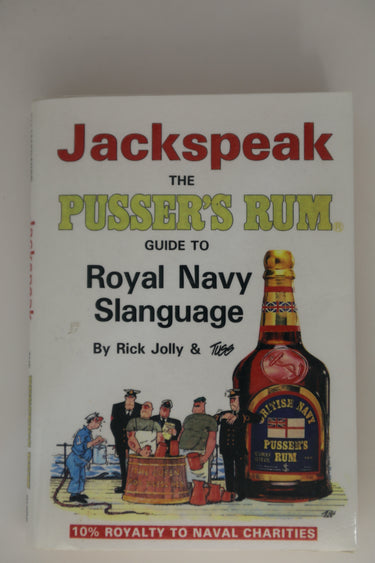 Jackspeak
THE
PUSSER'S RUM®
GUIDE TO
Royal Navy
Slanguage
By Rick Jolly & TUGG
BRITISH NAVY
PUSSER'S
RUM
10% ROYALTY TO NAVAL CHARITIES
Jackspeak